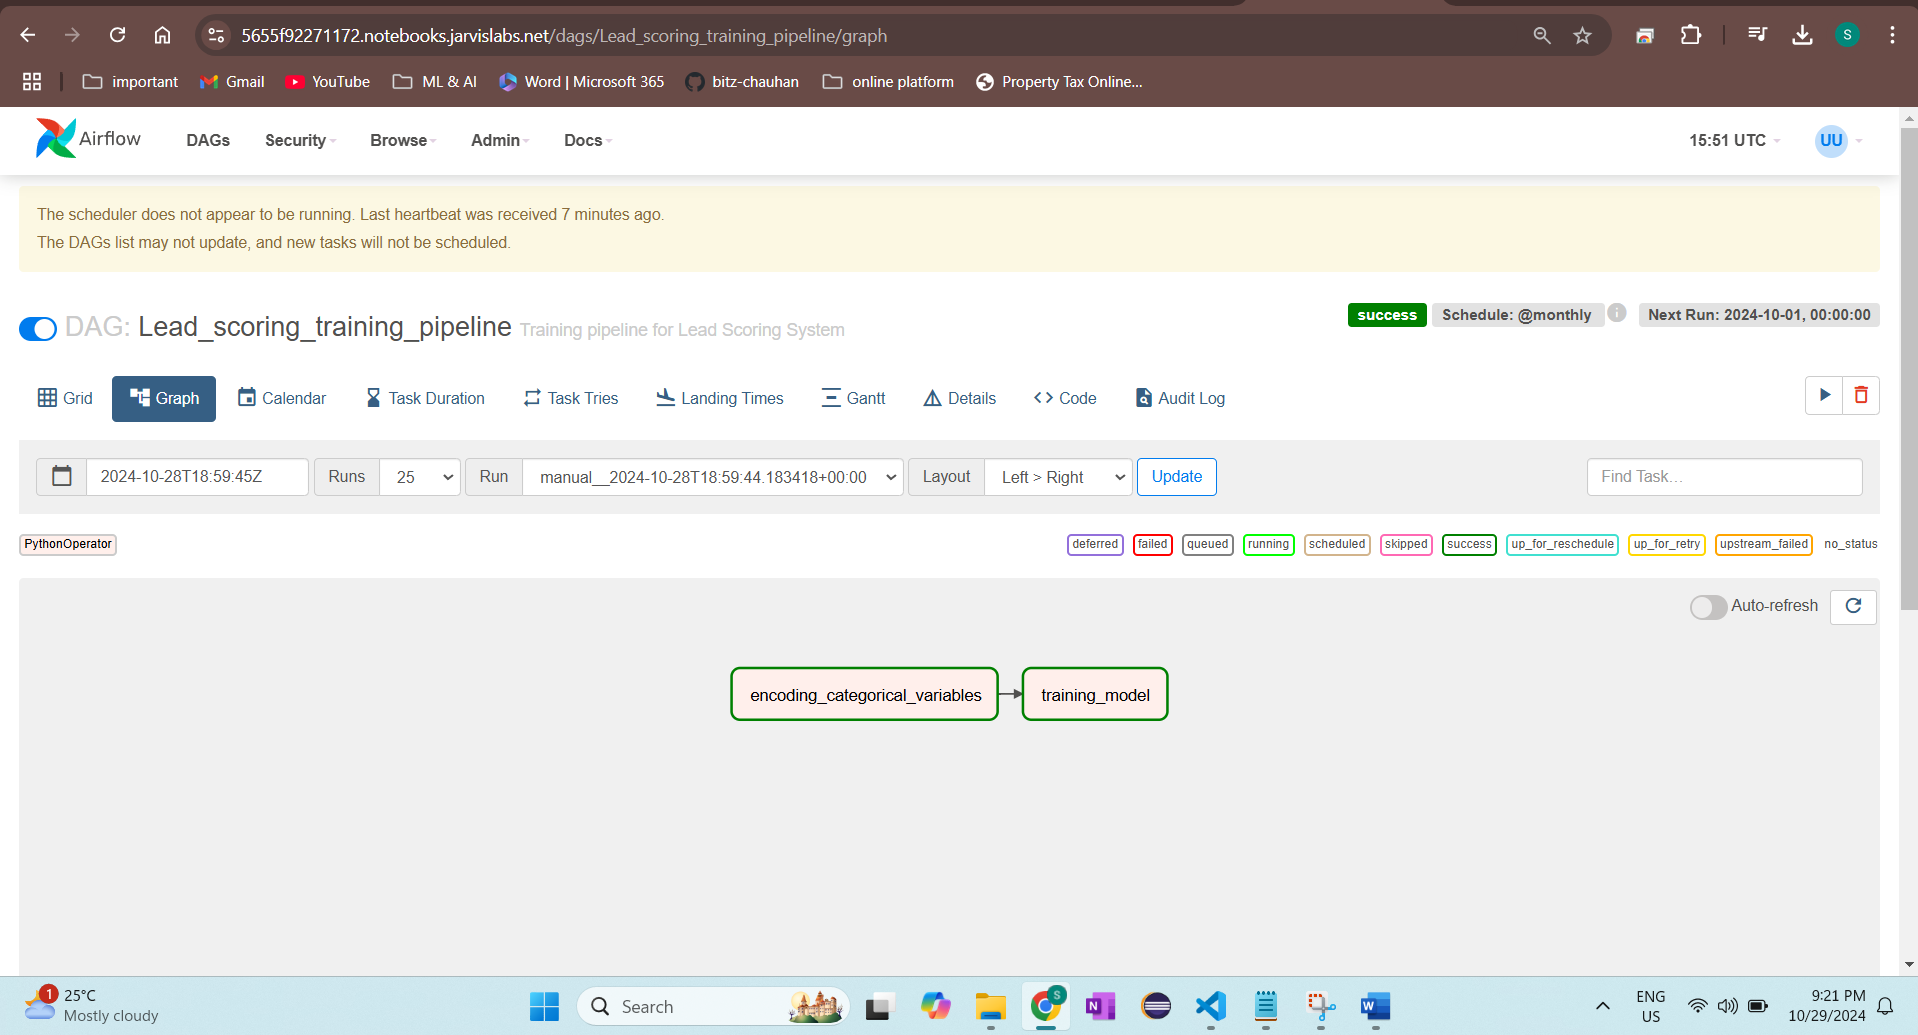 5655f92271172.notebooks.jarvislabs.net/dags/Lead_scoring_training_pipeline/graph
S
important Gmail YouTube ML & AI Word | Microsoft 365 bitz-chauhan online platform Property Tax Online...
Airflow DAGs Security Browse Admin Docs 15:51 UTC UU
The scheduler does not appear to be running. Last heartbeat was received 7 minutes ago.
The DAGs list may not update, and new tasks will not be scheduled.
DAG: Lead_scoring_training_pipeline Training pipeline for Lead Scoring System success Schedule: @monthly i Next Run: 2024-10-01, 00:00:00
Grid Graph Calendar Task Duration Task Tries Landing Times Gantt Details Code Audit Log
2024-10-28T18:59:45Z Runs 25 Run manual__2024-10-28T18:59:44.183418+00:00 Layout Left > Right Update Find Task...
PythonOperator deferred failed queued running scheduled skipped success up_for_reschedule up_for_retry upstream_failed no_status
Auto-refresh
encoding_categorical_variables training_model
1 25°C
Mostly cloudy
Search
S
N
W
ENG
US
9:21 PM
10/29/2024